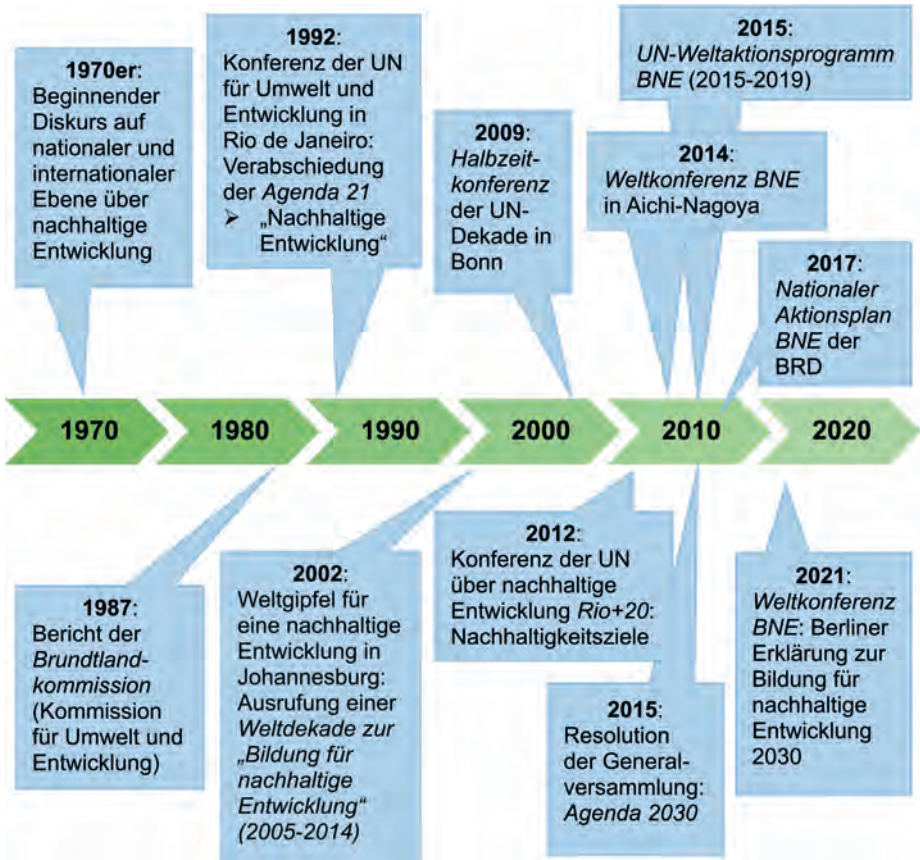 1970er:
Beginnender
Diskurs auf
nationaler und
internationaler
Ebene über
nachhaltige
Entwicklung
1992:
Konferenz der UN
für Umwelt und
Entwicklung in
Rio de Janeiro:
Verabschiedung
der Agenda 21
➢ „Nachhaltige
Entwicklung“
2009:
Halbzeit-
konferenz
der UN-
Dekade in
Bonn
2015:
UN-Weltaktionsprogramm
BNE (2015-2019)
2014:
Weltkonferenz BNE
in Aichi-Nagoya
2017:
Nationaler
Aktionsplan
BNE der
BRD
1970 1980 1990 2000 2010 2020
1987:
Bericht der
Brundtland-
kommission
(Kommission
für Umwelt und
Entwicklung)
2002:
Weltgipfel für
eine nachhaltige
Entwicklung in
Johannesburg:
Ausrufung einer
Weltdekade zur
„Bildung für
nachhaltige
Entwicklung“
(2005-2014)
2012:
Konferenz der UN
über nachhaltige
Entwicklung Rio+20:
Nachhaltigkeitsziele
2015:
Resolution
der General-
versammlung:
Agenda 2030
2021:
Weltkonferenz
BNE: Berliner
Erklärung zur
Bildung für
nachhaltige
Entwicklung
2030